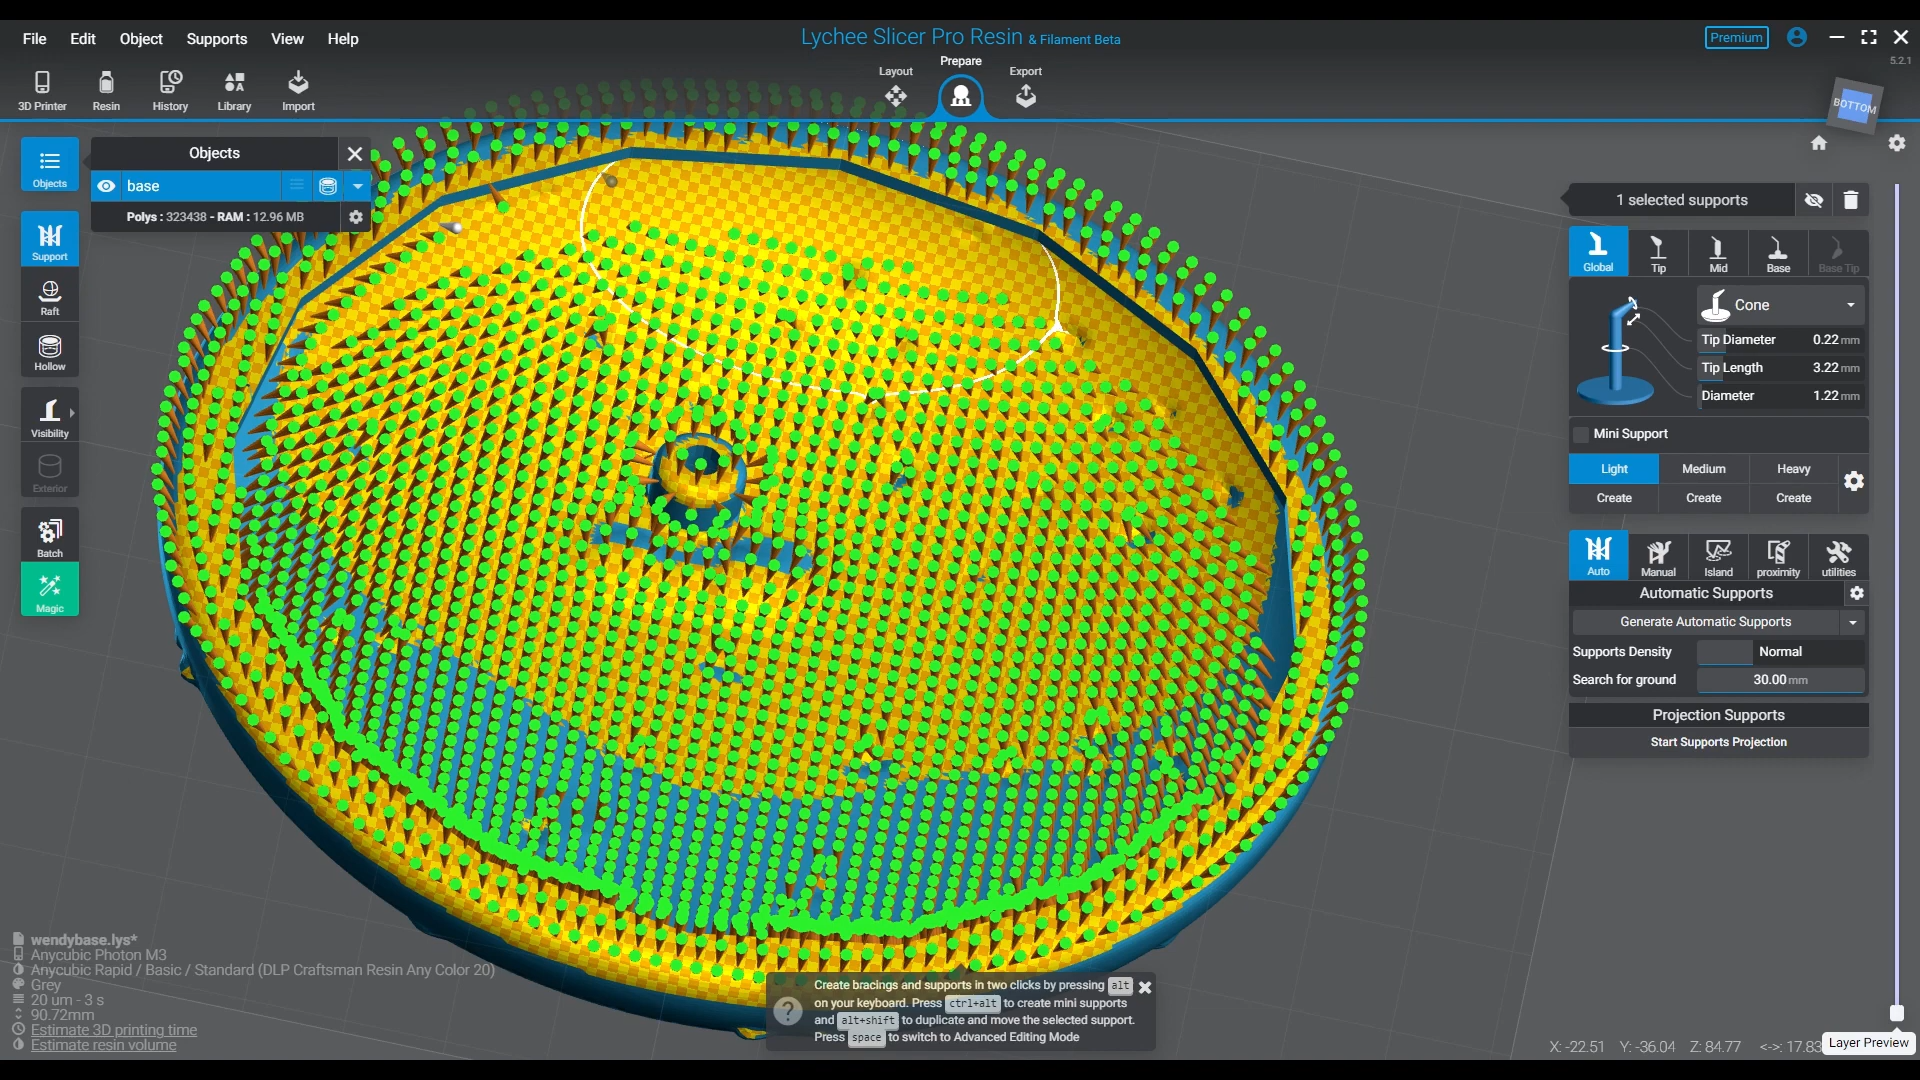 File Edit Object Supports View Help
Lychee Slicer Pro Resin & Filament Beta
Premium
5.2.1
3D Printer Resin History Library Import
Layout Prepare Export
BOTTOM
Objects
Objects
base
Polys : 323438 - RAM : 12.96 MB
Support
Raft
Hollow
Visibility
Exterior
Batch
Magic
1 selected supports
Global Tip Mid Base Base Tip
Cone
Tip Diameter 0.22 mm
Tip Length 3.22 mm
Diameter 1.22 mm
Mini Support
Light Medium Heavy
Create Create Create
Auto Manual Island proximity utilities
Automatic Supports
Generate Automatic Supports
Supports Density Normal
Search for ground 30.00 mm
Projection Supports
Start Supports Projection
wendybase.lys*
Anycubic Photon M3
Anycubic Rapid / Basic / Standard (DLP Craftsman Resin Any Color 20)
Grey
20 um - 3 s
90.72mm
Estimate 3D printing time
Estimate resin volume
Create bracings and supports in two clicks by pressing alt
on your keyboard. Press ctrl+alt to create mini supports
and alt+shift to duplicate and move the selected support.
Press space to switch to Advanced Editing Mode
X: -22.51 Y: -36.04 Z: 84.77 <->: 17.83
Layer Preview